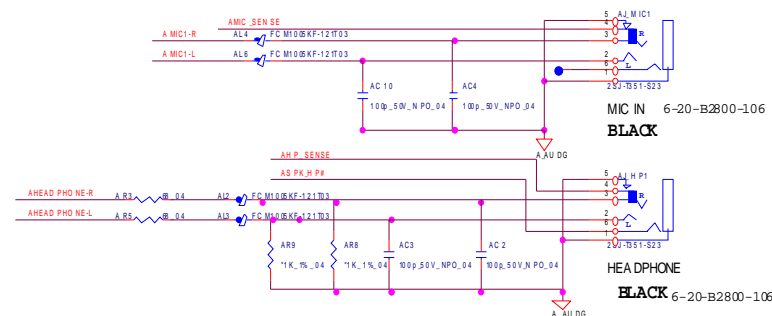 AJ_MIC1
5
AMIC_SENSE
4
AMIC1-R
AL4
FCM1005KF-121T03
3
R
AMIC1-L
AL6
FCM1005KF-121T03
2
6
L
1
2SJ-T351-S23
AC10
AC4
100p_50V_NPO_04
100p_50V_NPO_04
MIC IN
6-20-B2800-106
BLACK
A_AUDG
AHP_SENSE
ASPK_HP#
AJ_HP1
5
4
AHEADPHONE-R
AR3
68_04
AL2
FCM1005KF-121T03
3
R
AHEADPHONE-L
AR5
68_04
AL3
FCM1005KF-121T03
2
6
L
1
2SJ-T351-S23
AR9
AR8
AC3
AC2
*1K_1%_04
*1K_1%_04
100p_50V_NPO_04
100p_50V_NPO_04
HEADPHONE
BLACK
6-20-B2800-106
A_AUDG